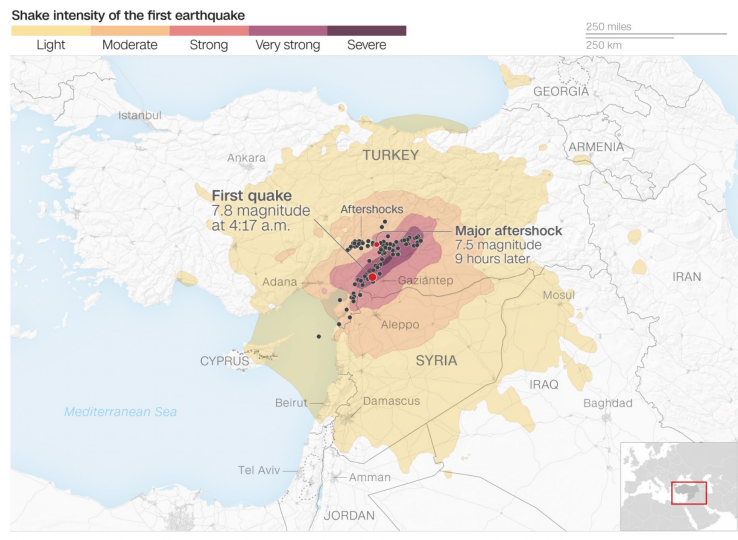 Shake intensity of the first earthquake
Light
Moderate
Strong
Very strong
Severe
250 miles
250 km
GEORGIA
Istanbul
ARMENIA
Ankara
TURKEY
First quake
7.8 magnitude
at 4:17 a.m.
Aftershocks
Major aftershock
7.5 magnitude
9 hours later
IRAN
Adana
Gaziantep
Mosul
Aleppo
CYPRUS
SYRIA
IRAQ
Beirut
Damascus
Baghdad
Mediterranean Sea
Tel Aviv
Amman
JORDAN